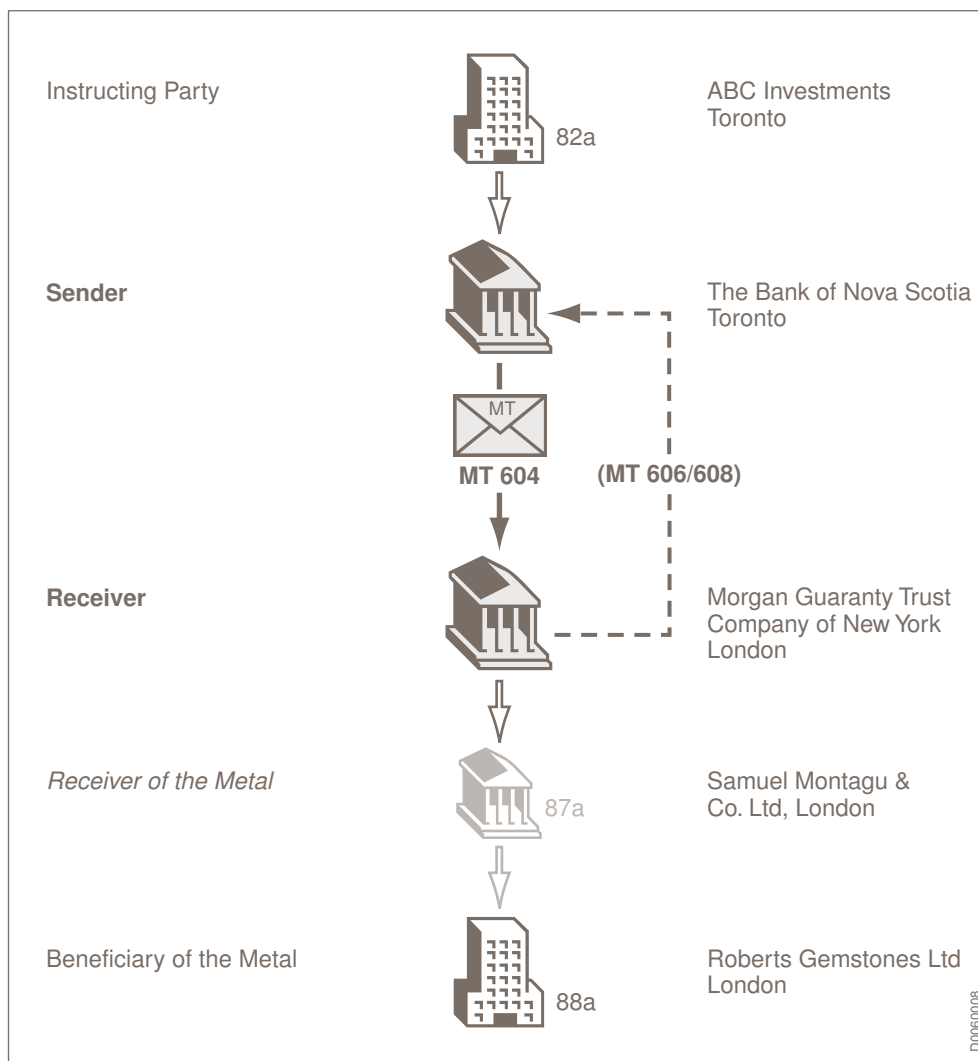 Instructing Party
ABC Investments
Toronto
82a
Sender
The Bank of Nova Scotia
Toronto
MT
MT 604
(MT 606/608)
Receiver
Morgan Guaranty Trust
Company of New York
London
Receiver of the Metal
87a
Samuel Montagu &
Co. Ltd, London
Beneficiary of the Metal
88a
Roberts Gemstones Ltd
London
D0060008